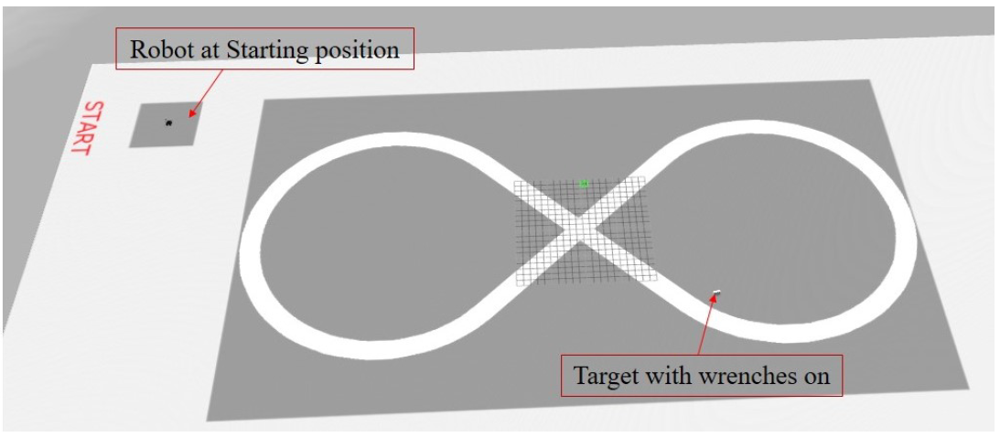 Robot at Starting position
START
Target with wrenches on